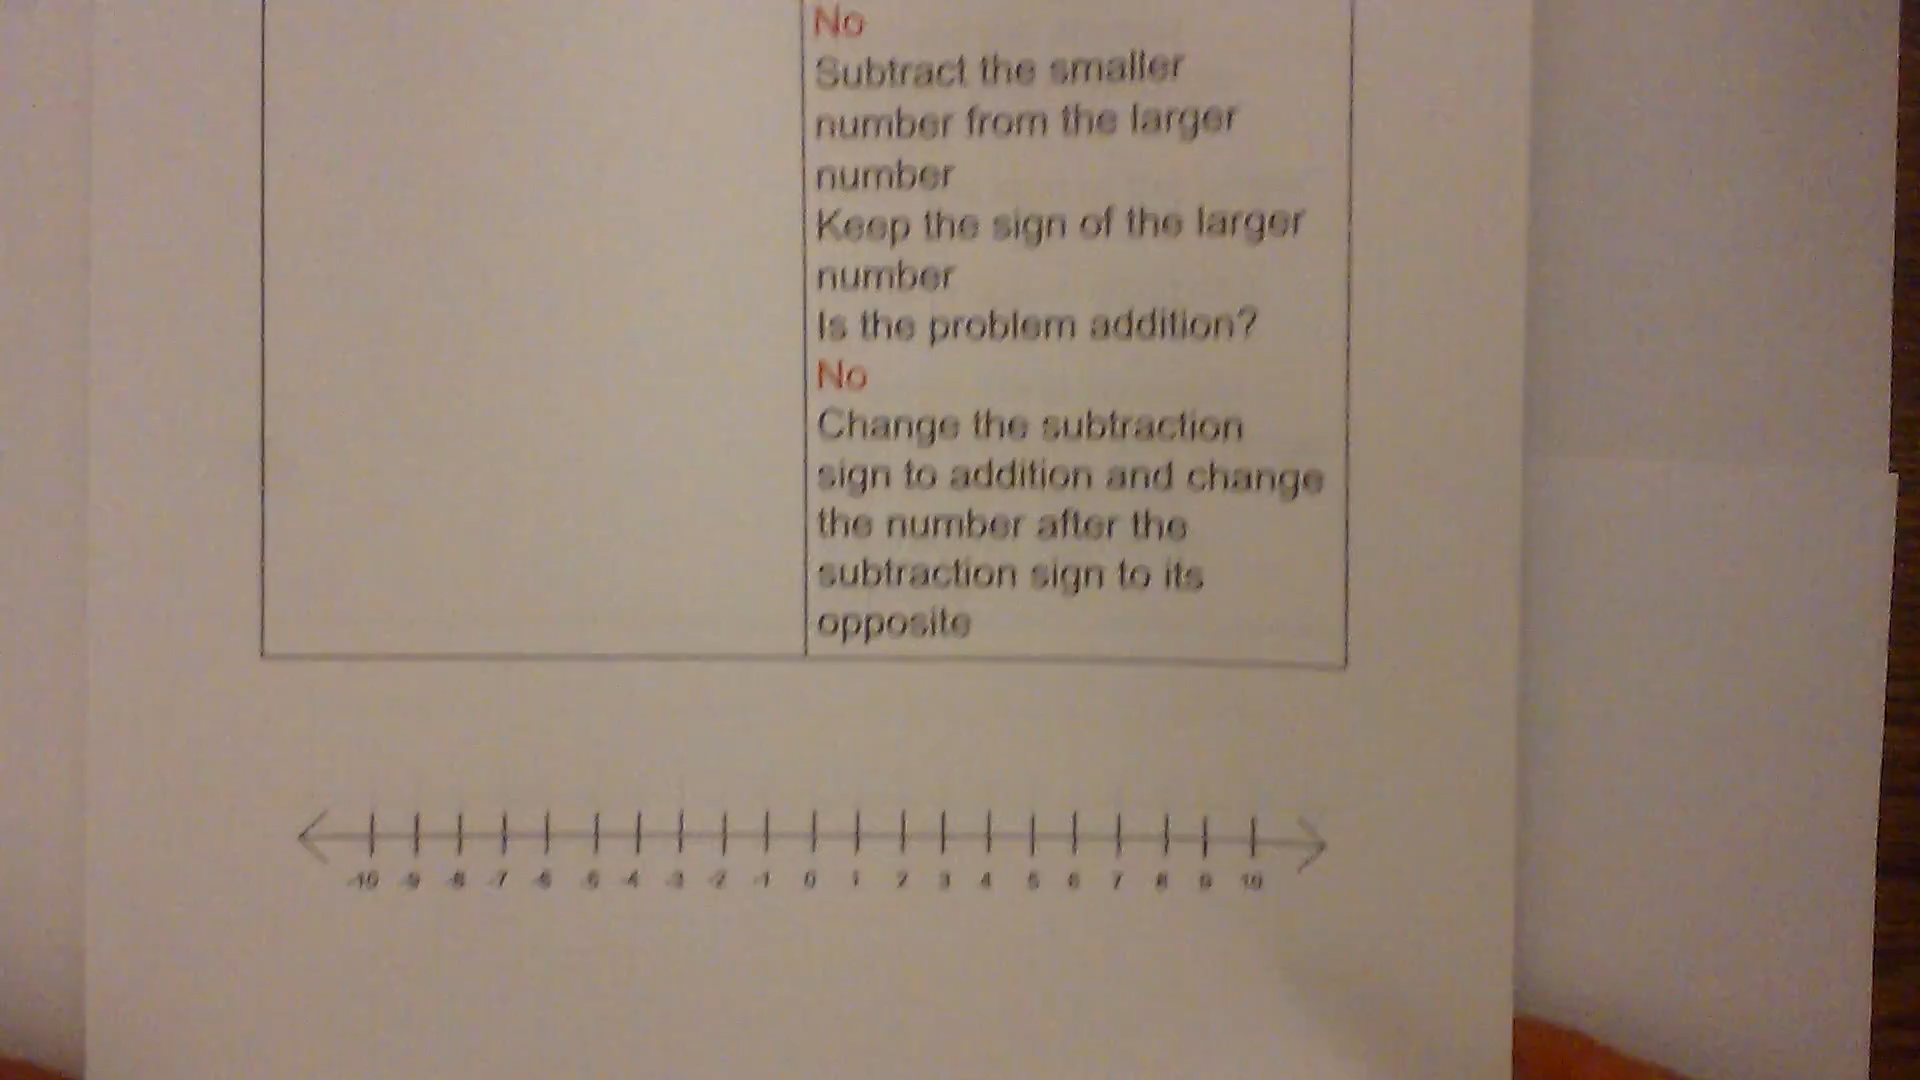 No
Subtract the smaller
number from the larger
number
Keep the sign of the larger
number
Is the problem addition?
No
Change the subtraction
sign to addition and change
the number after the
subtraction sign to its
opposite
-10 -9 -8 -7 -6 -5 -4 -3 -2 -1 0 1 2 3 4 5 6 7 8 9 10